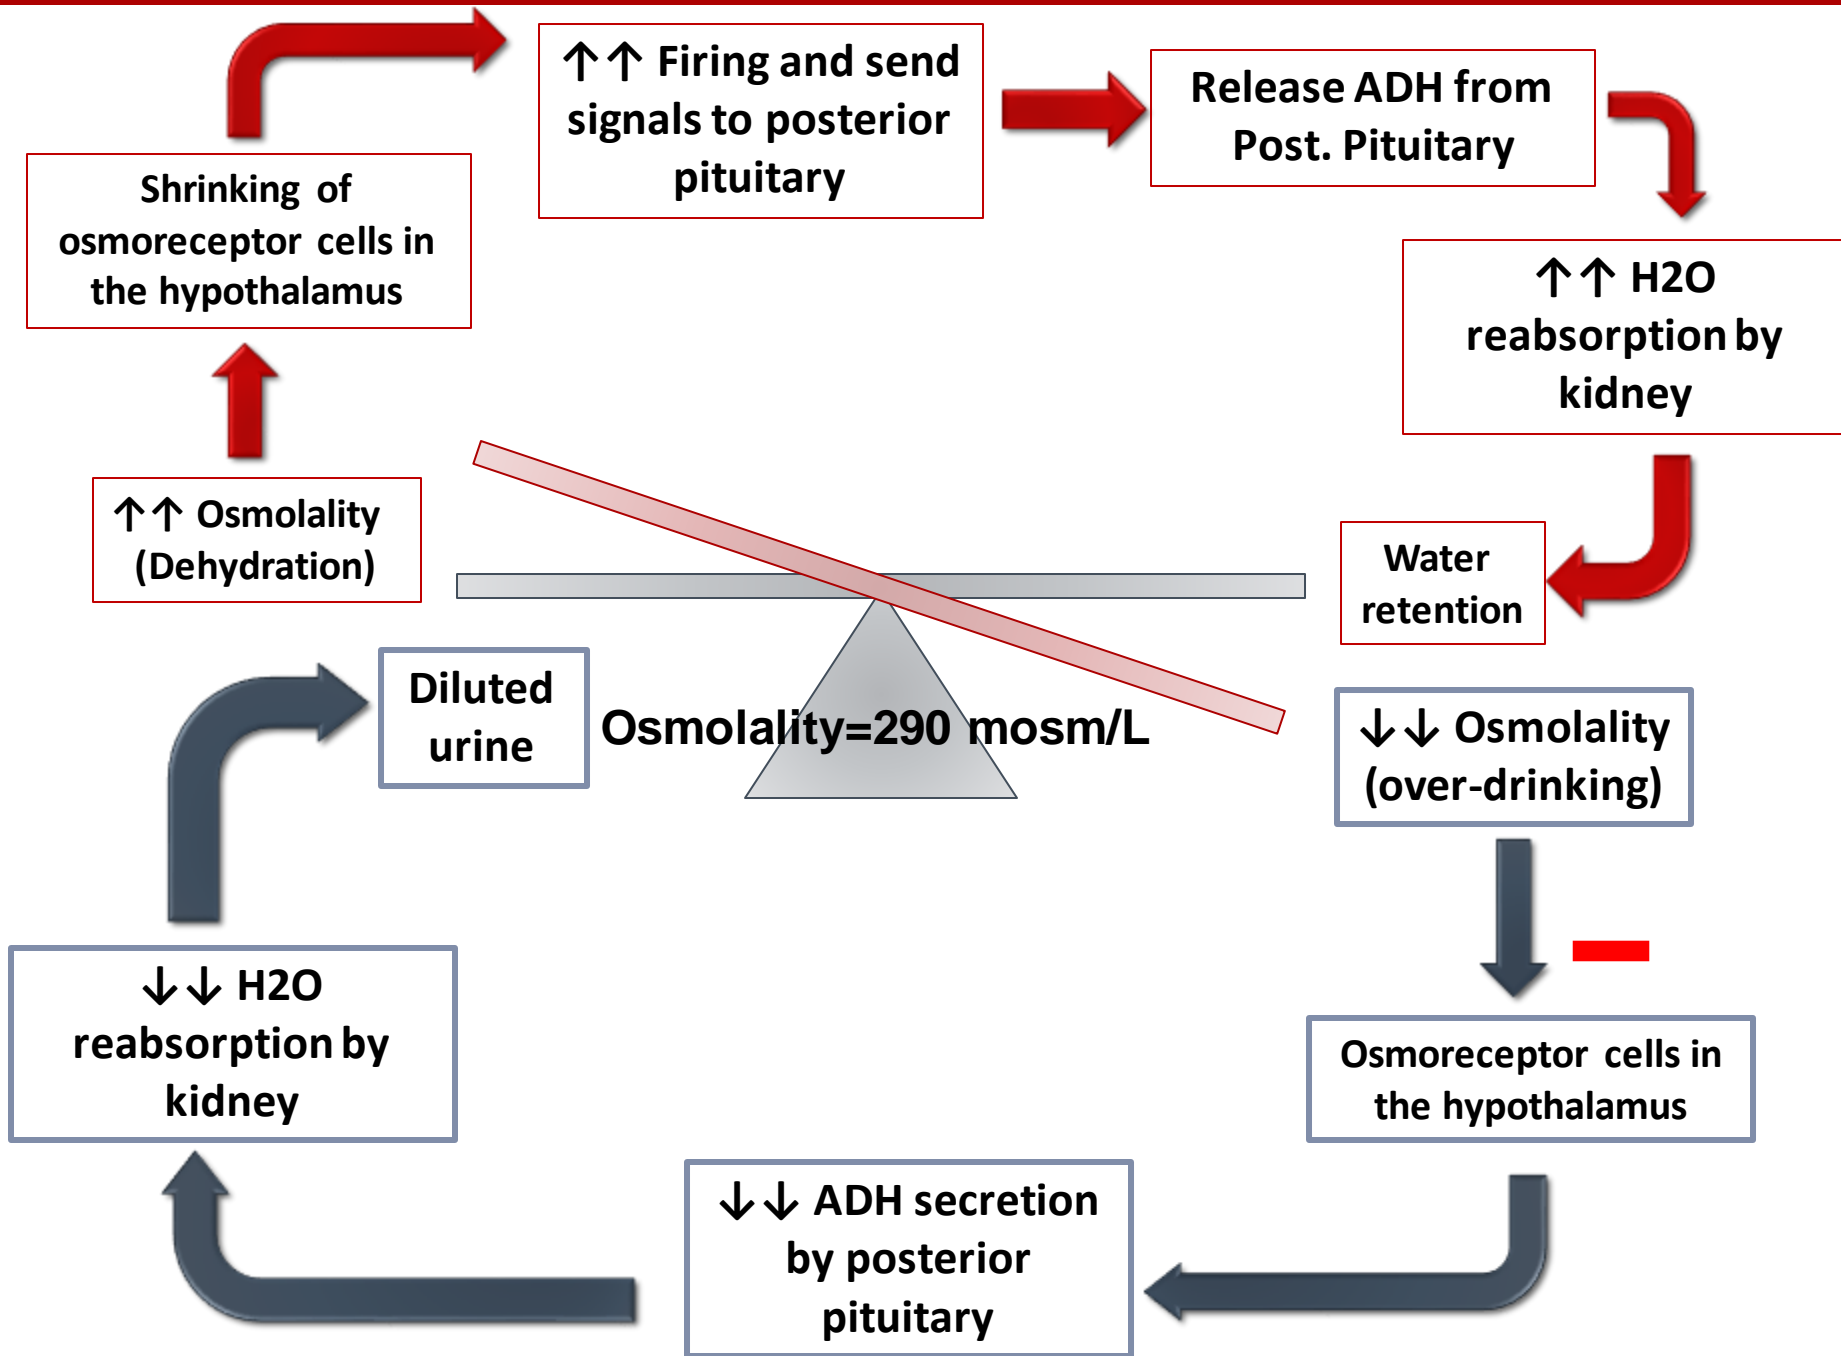 ↑↑ Firing and send
signals to posterior
pituitary
Release ADH from
Post. Pituitary
Shrinking of
osmoreceptor cells in
the hypothalamus
↑↑ H2O
reabsorption by
kidney
↑↑ Osmolality
(Dehydration)
Water
retention
Diluted
urine
Osmolality=290 mosm/L
↓↓ Osmolality
(over-drinking)
↓↓ H2O
reabsorption by
kidney
Osmoreceptor cells in
the hypothalamus
↓↓ ADH secretion
by posterior
pituitary